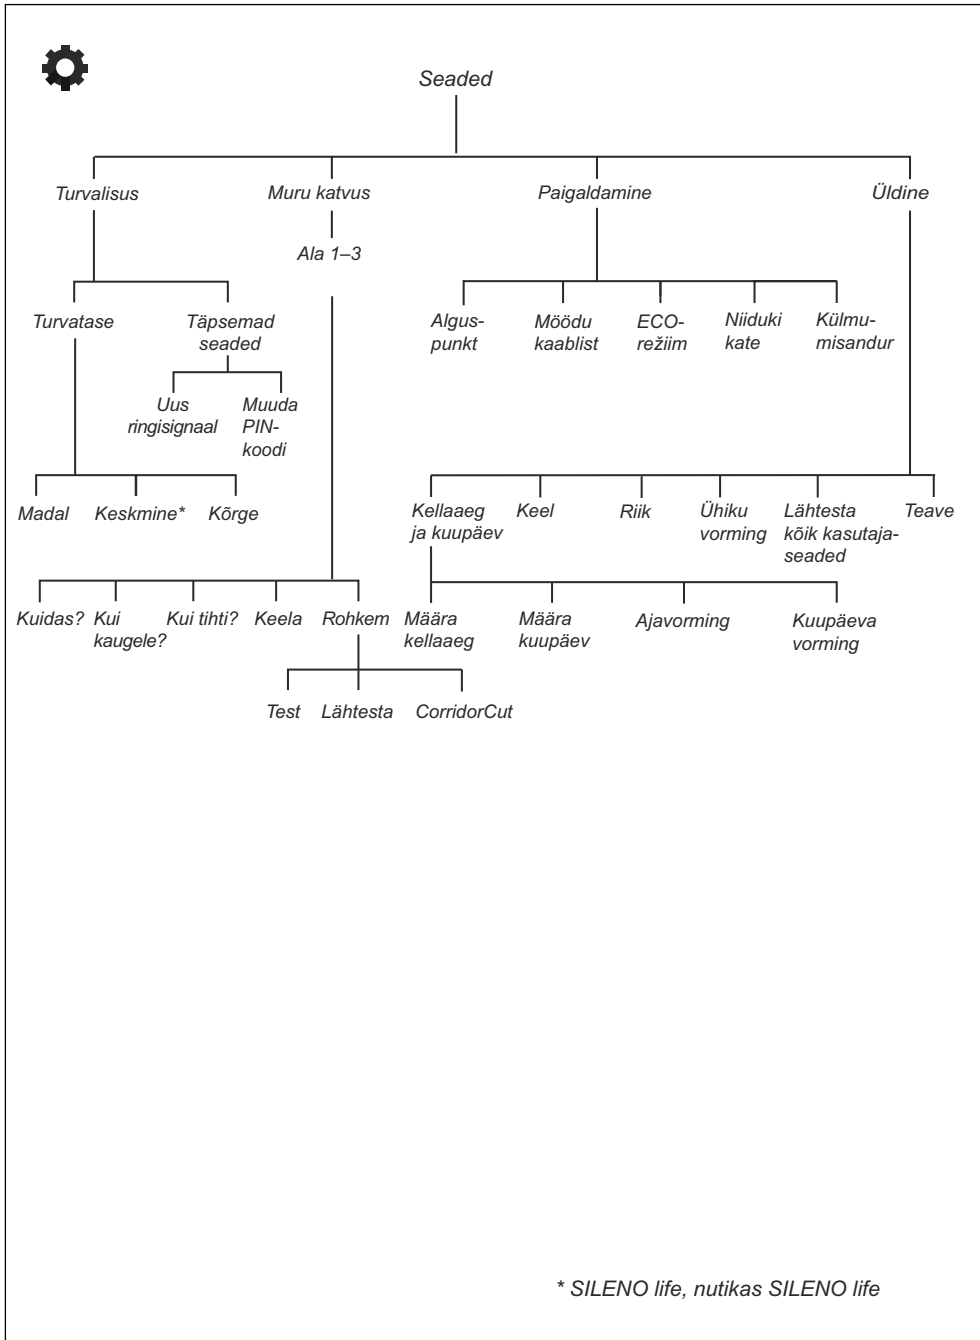 Seaded
Turvalisus
Muru katvus
Paigaldamine
Üldine
Ala 1–3
Turvatase
Täpsemad
seaded
Algus-
punkt
Möödu
kaablist
ECO-
režiim
Niiduki
kate
Külmu-
misandur
Uus
ringisignaal
Muuda
PIN-
koodi
Madal
Keskmine*
Kõrge
Kellaaeg
ja kuupäev
Keel
Riik
Ühiku
vorming
Lähtesta
kõik kasutaja-
seaded
Teave
Kuidas?
Kui
kaugele?
Kui tihti?
Keela
Rohkem
Määra
kellaaeg
Määra
kuupäev
Ajavorming
Kuupäeva
vorming
Test
Lähtesta
CorridorCut
* SILENO life, nutikas SILENO life